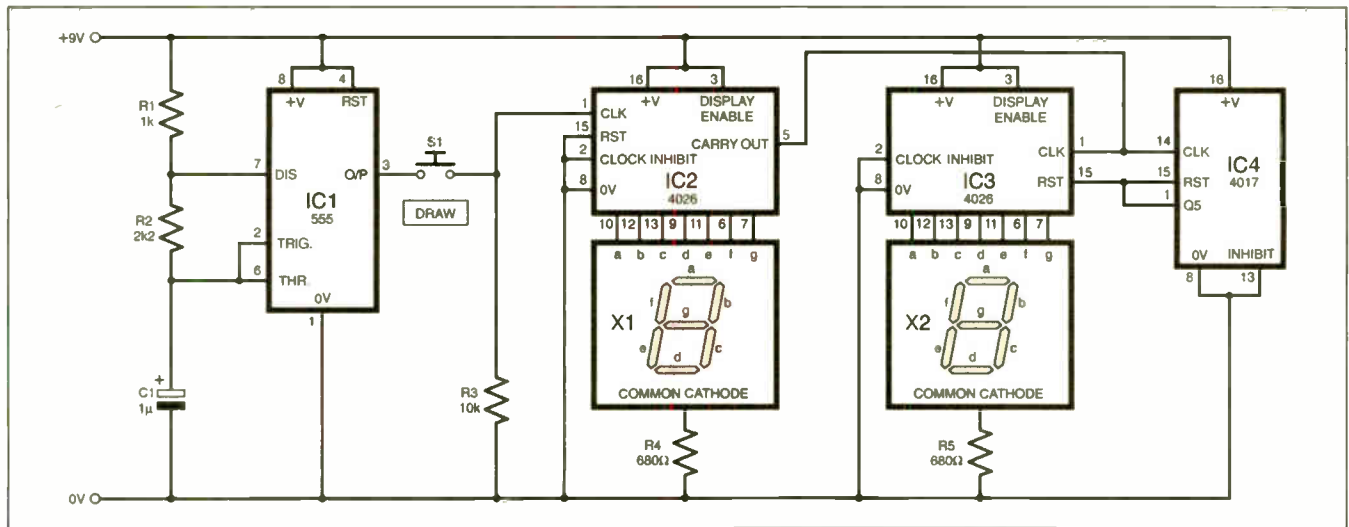 +9V
R1
1k
R2
2k2
C1
+
1µ
0V
8
4
+V
RST
7
DIS
O/P
3
IC1
555
2
TRIG.
6
THR.
0V
1
S1
DRAW
R3
10k
16
3
+V
DISPLAY
ENABLE
1
CLK
15
RST
2
CLOCK INHIBIT
CARRY OUT
5
8
0V
IC2
4026
10 12 13 9 11 6 7
a b c d e f g
X1
a
f
b
g
e
c
d
COMMON CATHODE
R4
680Ω
16
3
+V
DISPLAY
ENABLE
CLK
1
2
CLOCK INHIBIT
RST
15
8
0V
IC3
4026
10 12 13 9 11 6 7
a b c d e f g
X2
a
f
b
g
e
c
d
COMMON CATHODE
R5
680Ω
16
+V
14
CLK
IC4
4017
15
RST
1
Q5
0V
INHIBIT
8
13